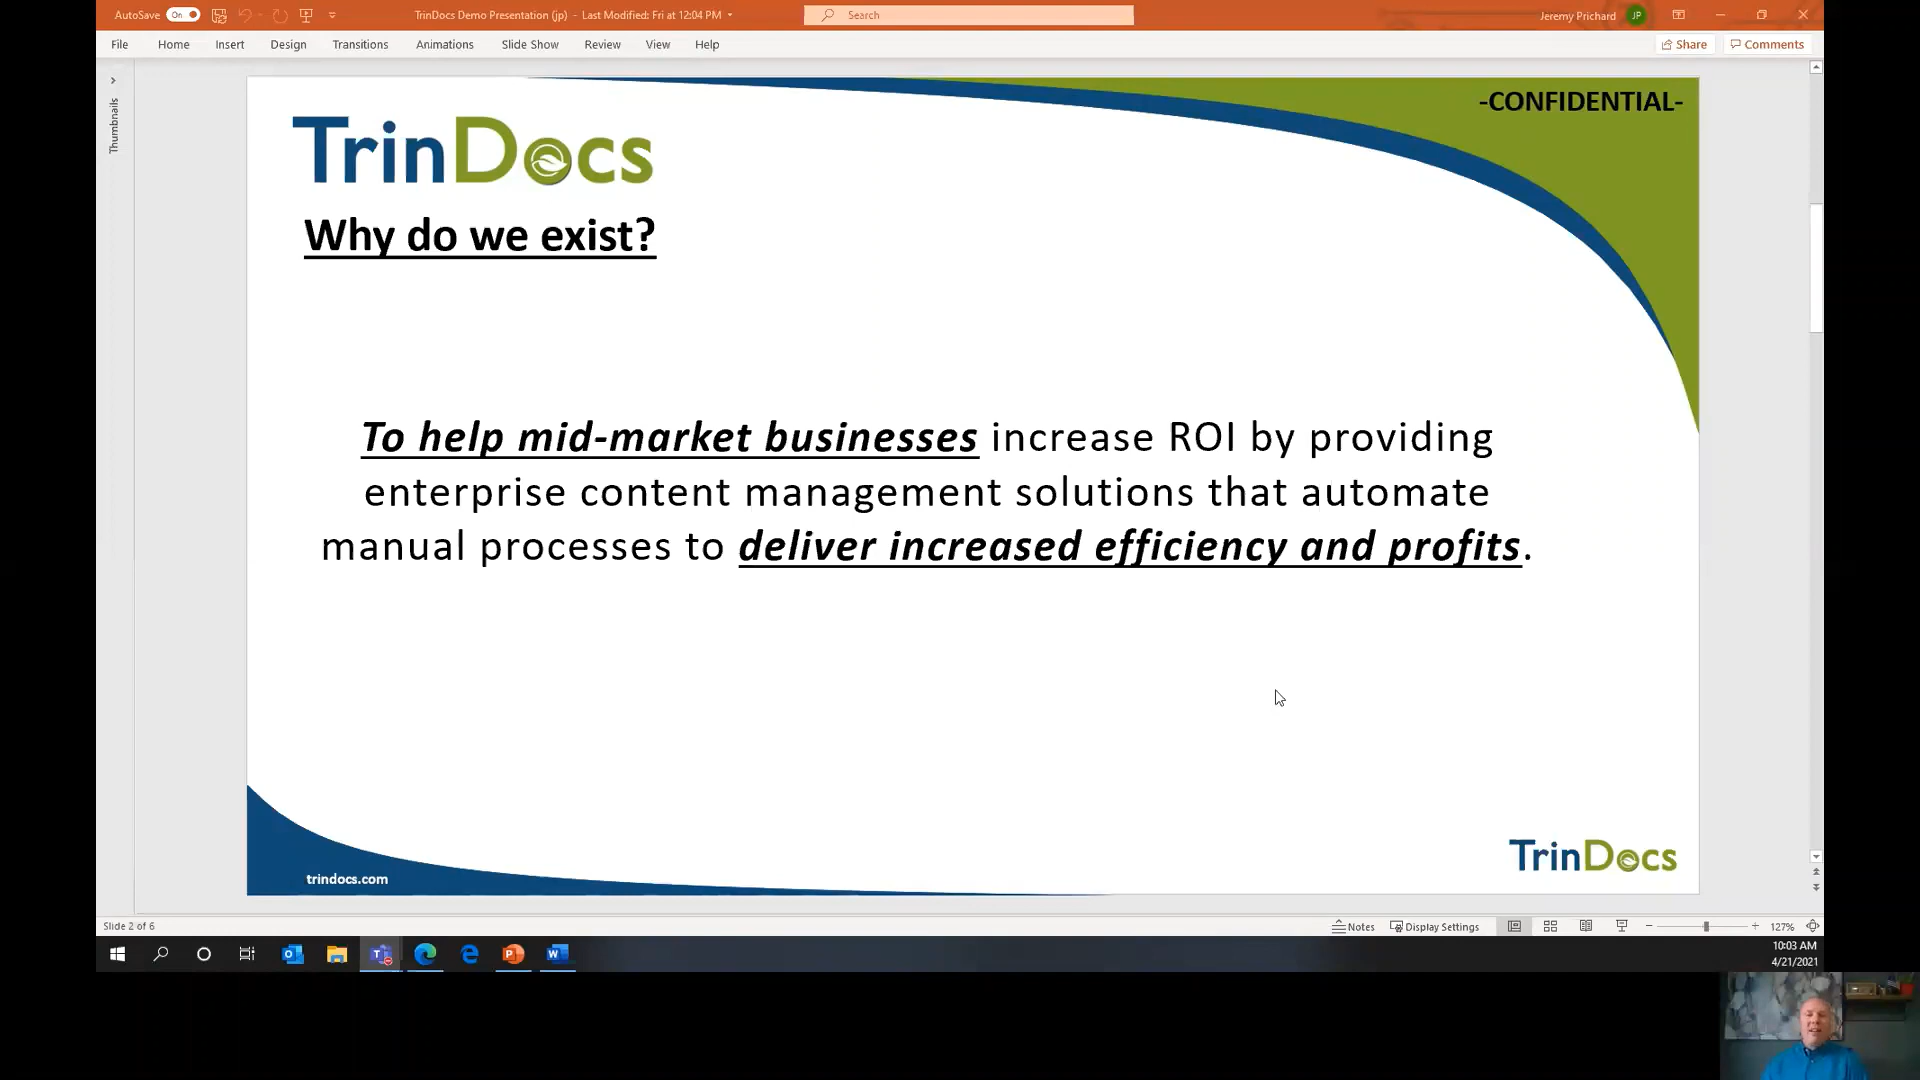 AutoSave On TrinDocs Demo Presentation (jp) - Last Modified: Fri at 12:04 PM Search Jeremy Prichard JP
File Home Insert Design Transitions Animations Slide Show Review View Help Share Comments
Thumbnails
-CONFIDENTIAL-
TrinDocs
Why do we exist?
To help mid-market businesses increase ROI by providing
enterprise content management solutions that automate
manual processes to deliver increased efficiency and profits.
TrinDocs
trindocs.com
Slide 2 of 6 Notes Display Settings 127%
10:03 AM
4/21/2021